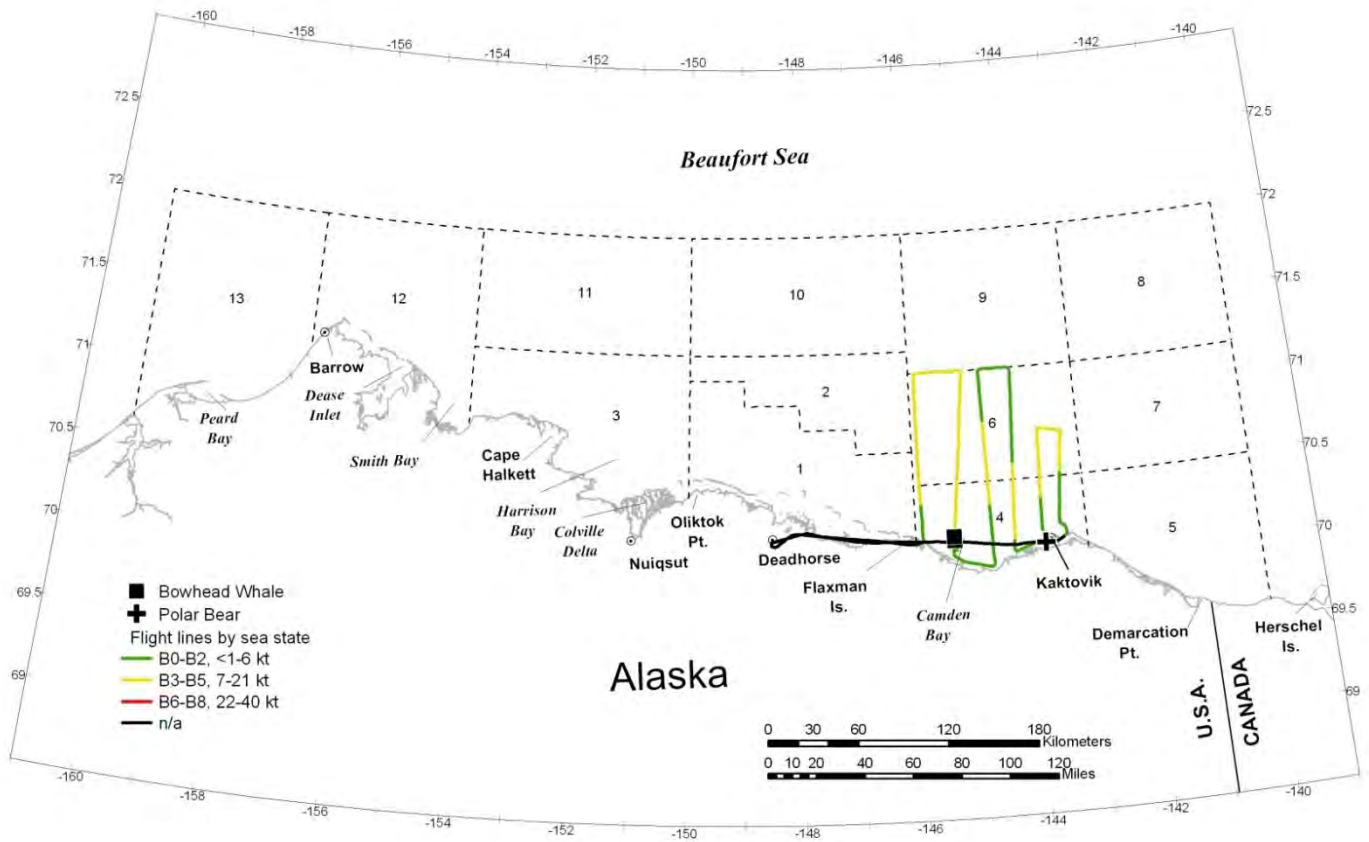 -160
-158
-156
-154
-152
-150
-148
-146
-144
-142
-140
72.5
72.5
72
72
Beaufort Sea
71.5
71.5
13
12
11
10
9
8
71
71
Barrow
Dease
Inlet
Peard
Bay
2
7
6
3
70.5
70.5
Smith Bay
Cape
Halkett
1
4
5
Harrison
Bay
Colville
Delta
Oliktok
Pt.
70
70
Nuiqsut
Deadhorse
Flaxman
Is.
Kaktovik
Camden
Bay
Demarcation
Pt.
Herschel
Is.
69.5
69.5
Bowhead Whale
Polar Bear
Flight lines by sea state
B0-B2, <1-6 kt
B3-B5, 7-21 kt
B6-B8, 22-40 kt
n/a
Alaska
U.S.A.
CANADA
69
69
0 30 60 120 180
Kilometers
0 10 20 40 60 80 100 120
Miles
-160
-158
-156
-154
-152
-150
-148
-146
-144
-142
-140